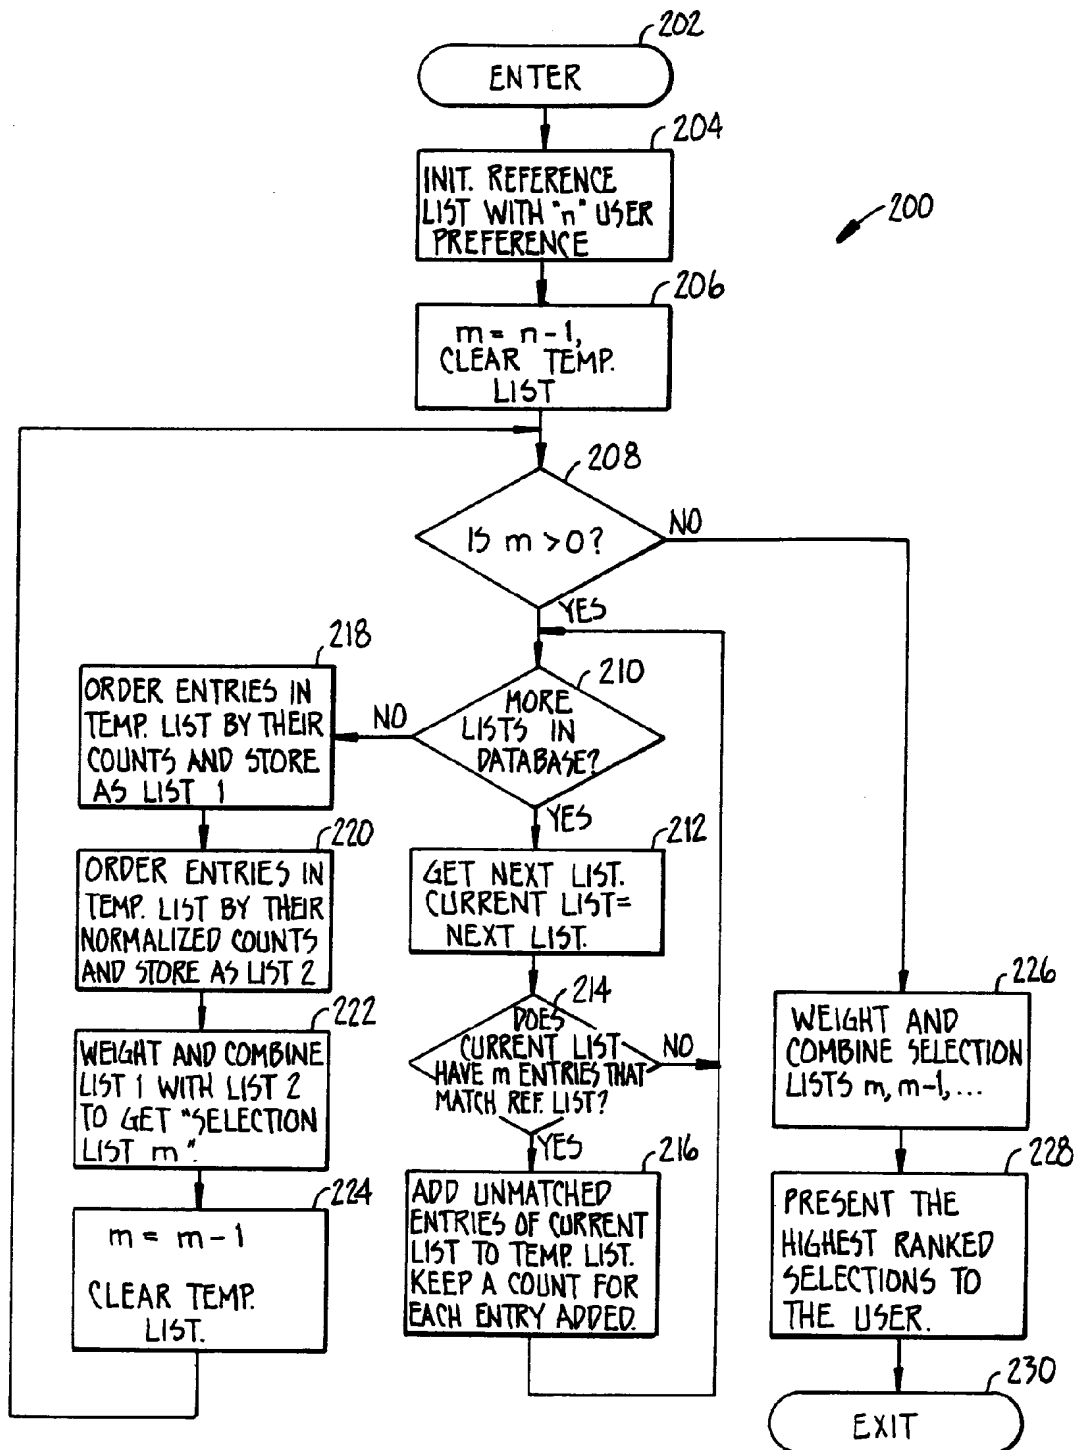 202
ENTER
204
INIT. REFERENCE
LIST WITH "n" USER
PREFERENCE
200
206
m = n - 1,
CLEAR TEMP.
LIST
208
IS m > 0?
NO
YES
218
ORDER ENTRIES IN
TEMP. LIST BY THEIR
COUNTS AND STORE
AS LIST 1
NO
210
MORE
LISTS IN
DATABASE?
YES
220
ORDER ENTRIES IN
TEMP. LIST BY THEIR
NORMALIZED COUNTS
AND STORE AS LIST 2
212
GET NEXT LIST.
CURRENT LIST=
NEXT LIST.
222
WEIGHT AND COMBINE
LIST 1 WITH LIST 2
TO GET "SELECTION
LIST m".
214
DOES
CURRENT LIST
HAVE m ENTRIES THAT
MATCH REF. LIST?
NO
YES
226
WEIGHT AND
COMBINE SELECTION
LISTS m, m-1, ...
224
m = m - 1
CLEAR TEMP.
LIST.
216
ADD UNMATCHED
ENTRIES OF CURRENT
LIST TO TEMP. LIST.
KEEP A COUNT FOR
EACH ENTRY ADDED.
228
PRESENT THE
HIGHEST RANKED
SELECTIONS TO
THE USER.
230
EXIT